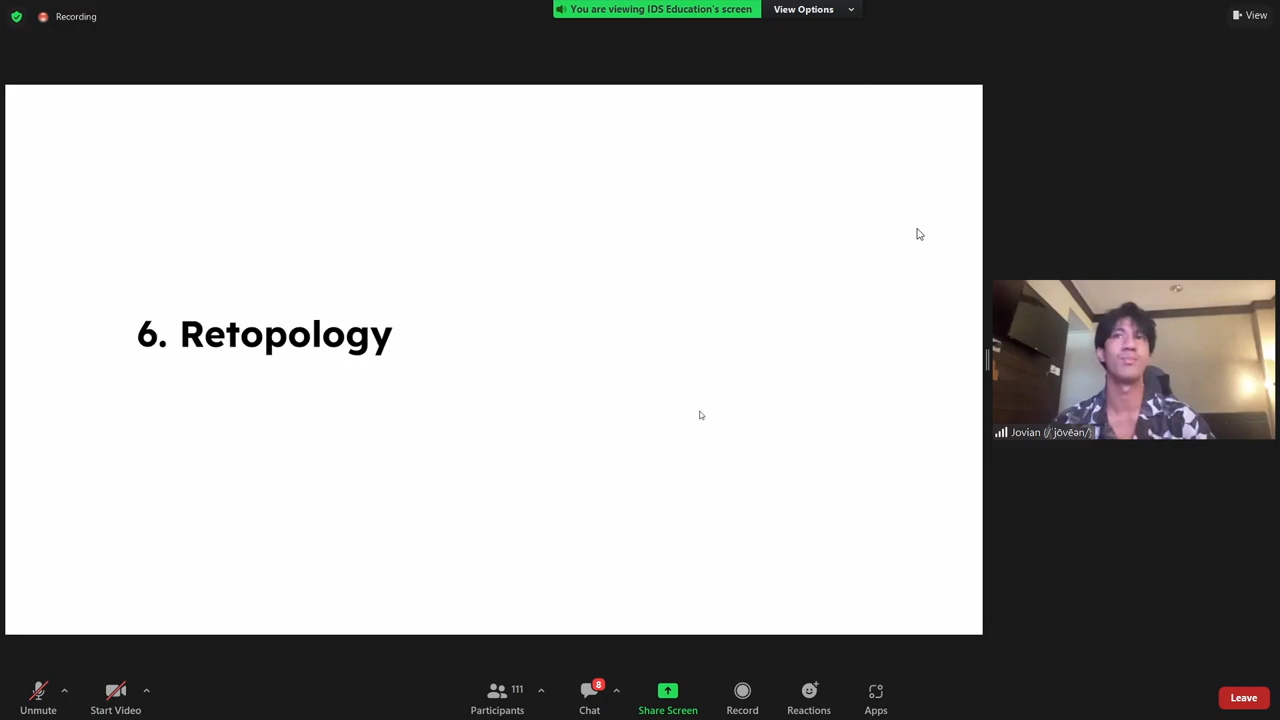 Recording
You are viewing IDS Education's screen
View Options
View
6. Retopology
Jovian (/ˈjōvēən/)
Unmute
Start Video
111
Participants
8
Chat
Share Screen
Record
Reactions
Apps
Leave